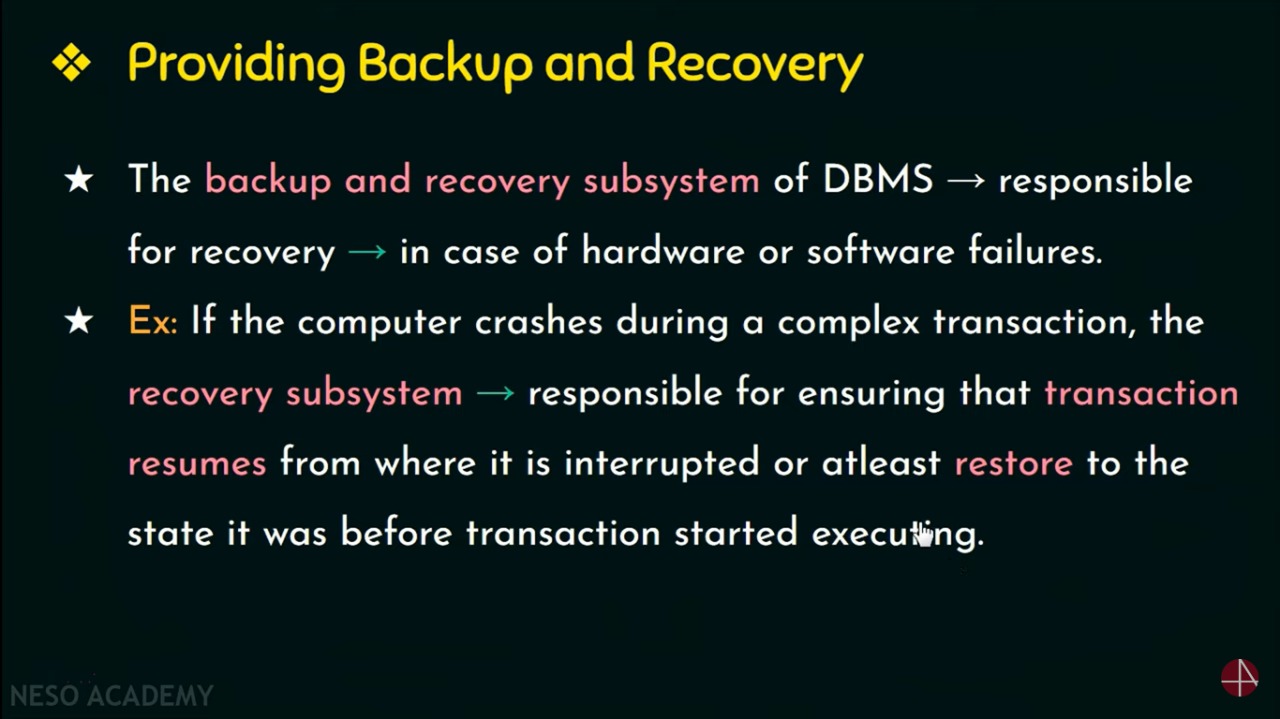 Providing Backup and Recovery
The backup and recovery subsystem of DBMS → responsible
for recovery → in case of hardware or software failures.
Ex: If the computer crashes during a complex transaction, the
recovery subsystem → responsible for ensuring that transaction
resumes from where it is interrupted or atleast restore to the
state it was before transaction started executing.
NESO ACADEMY